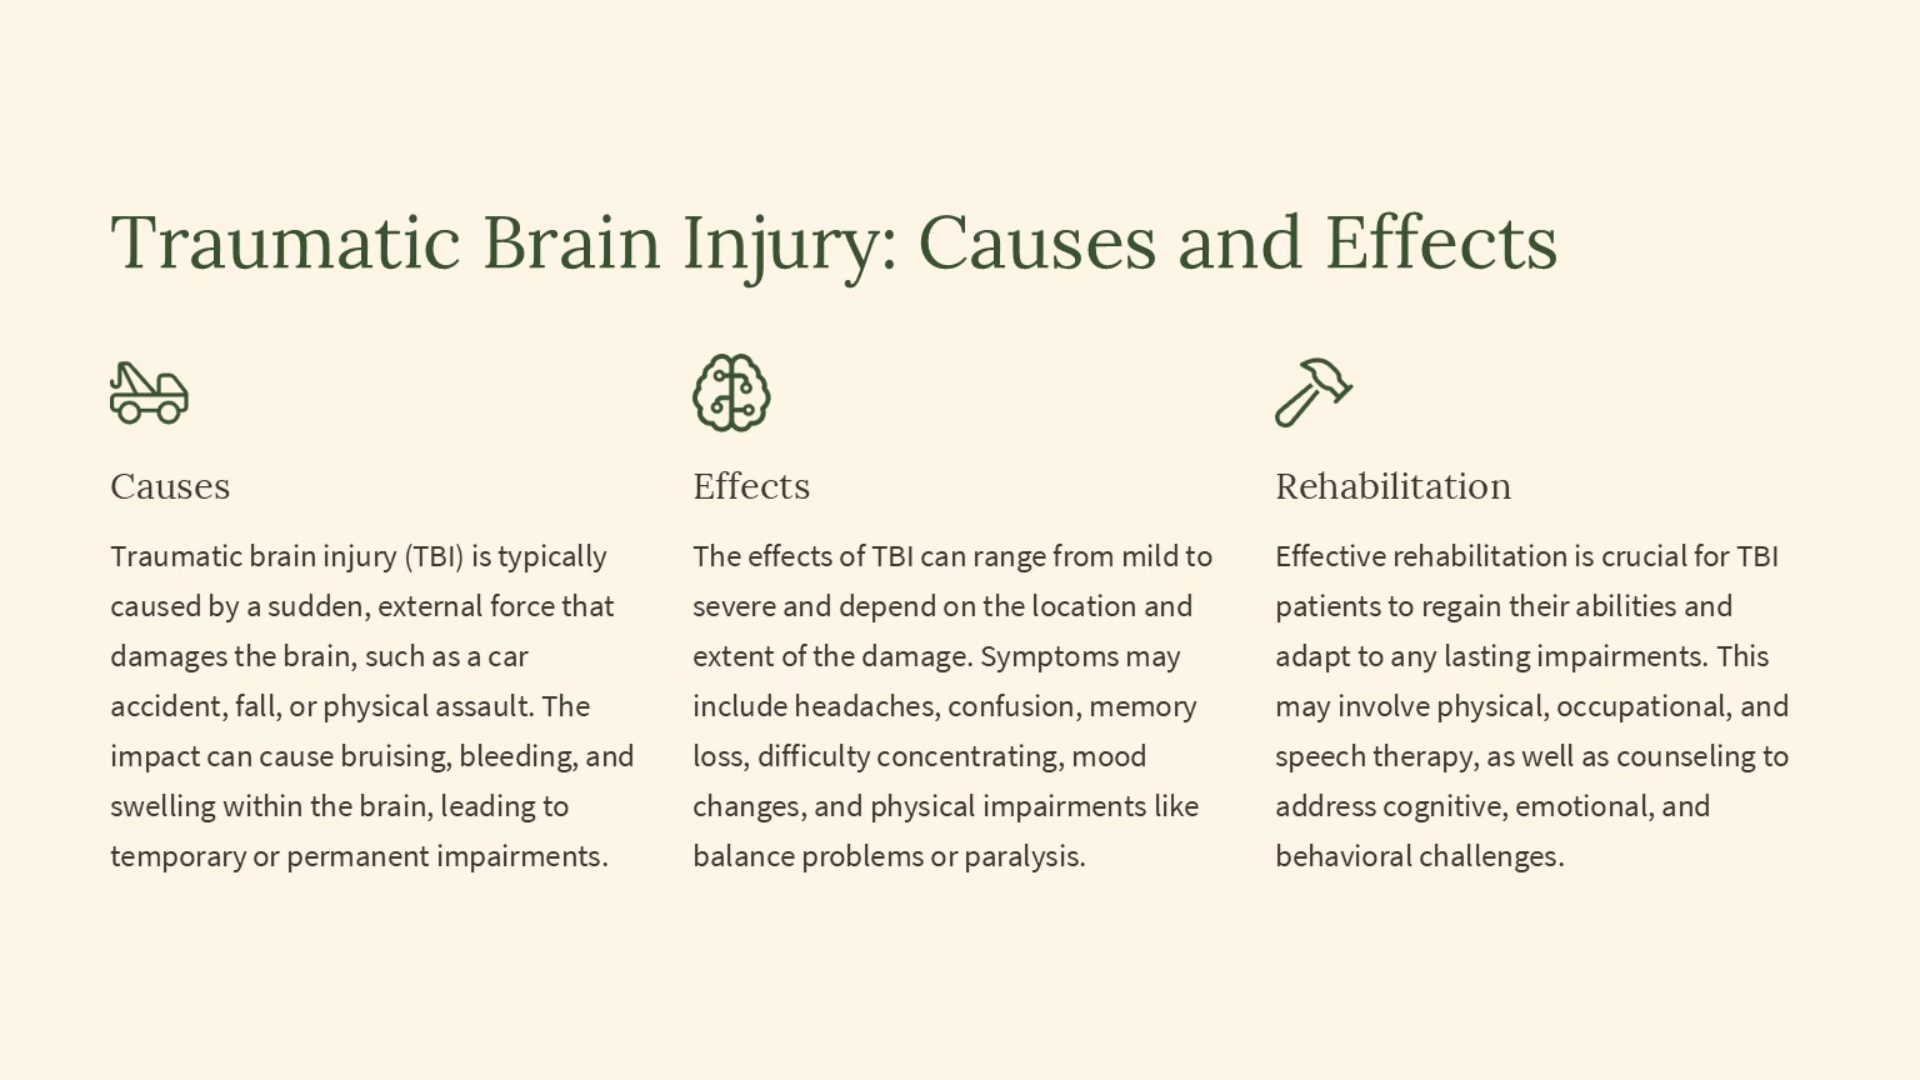 Traumatic Brain Injury: Causes and Effects
Causes
Traumatic brain injury (TBI) is typically
caused by a sudden, external force that
damages the brain, such as a car
accident, fall, or physical assault. The
impact can cause bruising, bleeding, and
swelling within the brain, leading to
temporary or permanent impairments.
Effects
The effects of TBI can range from mild to
severe and depend on the location and
extent of the damage. Symptoms may
include headaches, confusion, memory
loss, difficulty concentrating, mood
changes, and physical impairments like
balance problems or paralysis.
Rehabilitation
Effective rehabilitation is crucial for TBI
patients to regain their abilities and
adapt to any lasting impairments. This
may involve physical, occupational, and
speech therapy, as well as counseling to
address cognitive, emotional, and
behavioral challenges.